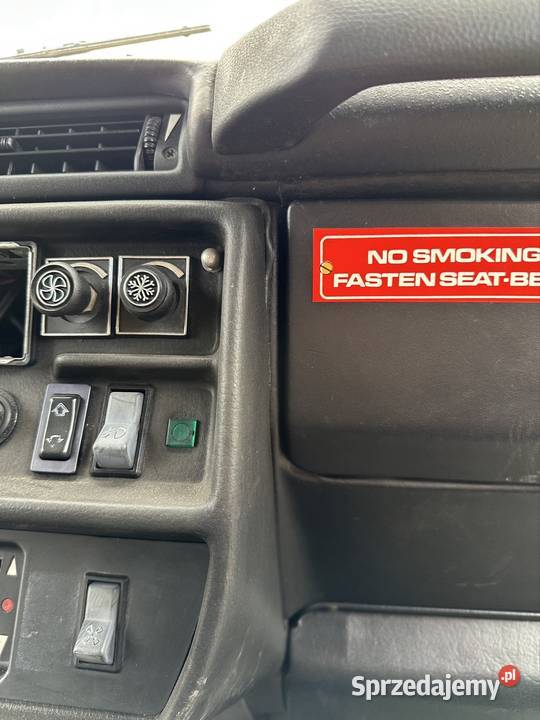 NO SMOKING
FASTEN SEAT-BE
Sprzedajemy.pl